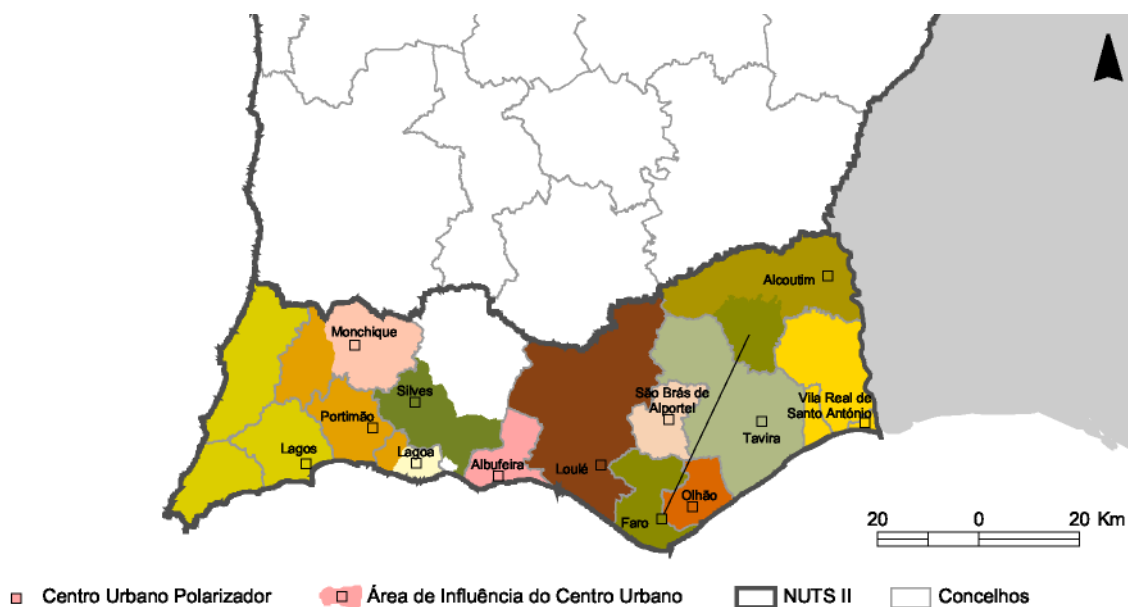 Alcoutim
Monchique
Silves
São Brás de
Alportel
Vila Real de
Santo António
Portimão
Tavira
Lagos
Lagoa
Albufeira
Loulé
Olhão
Faro
20 0 20 Km
Centro Urbano Polarizador
Área de Influência do Centro Urbano
NUTS II
Concelhos